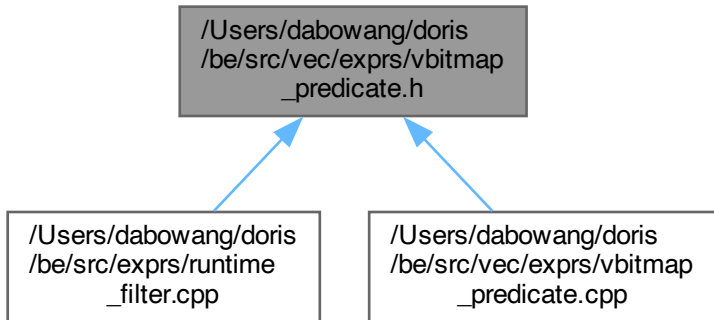 /Users/dabowang/doris
/be/src/vec/exprs/vbitmap
_predicate.h
/Users/dabowang/doris
/be/src/exprs/runtime
_filter.cpp
/Users/dabowang/doris
/be/src/vec/exprs/vbitmap
_predicate.cpp